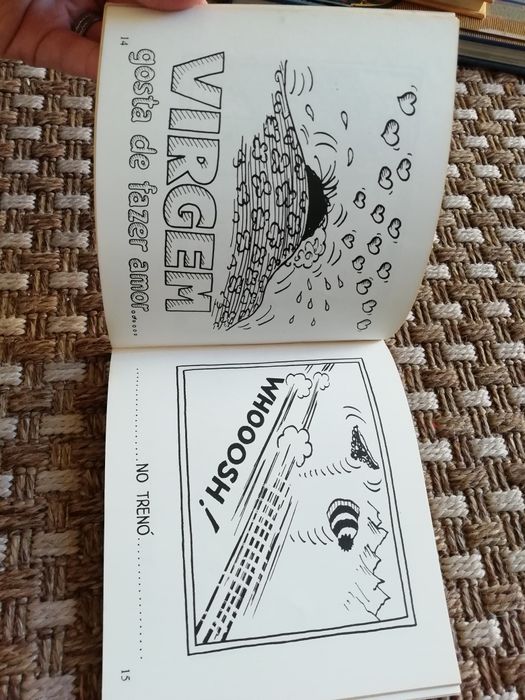 VIRGEM
gosta de fazer amor......
14
WHOOOSH!
....................NO TRENÓ....................
15